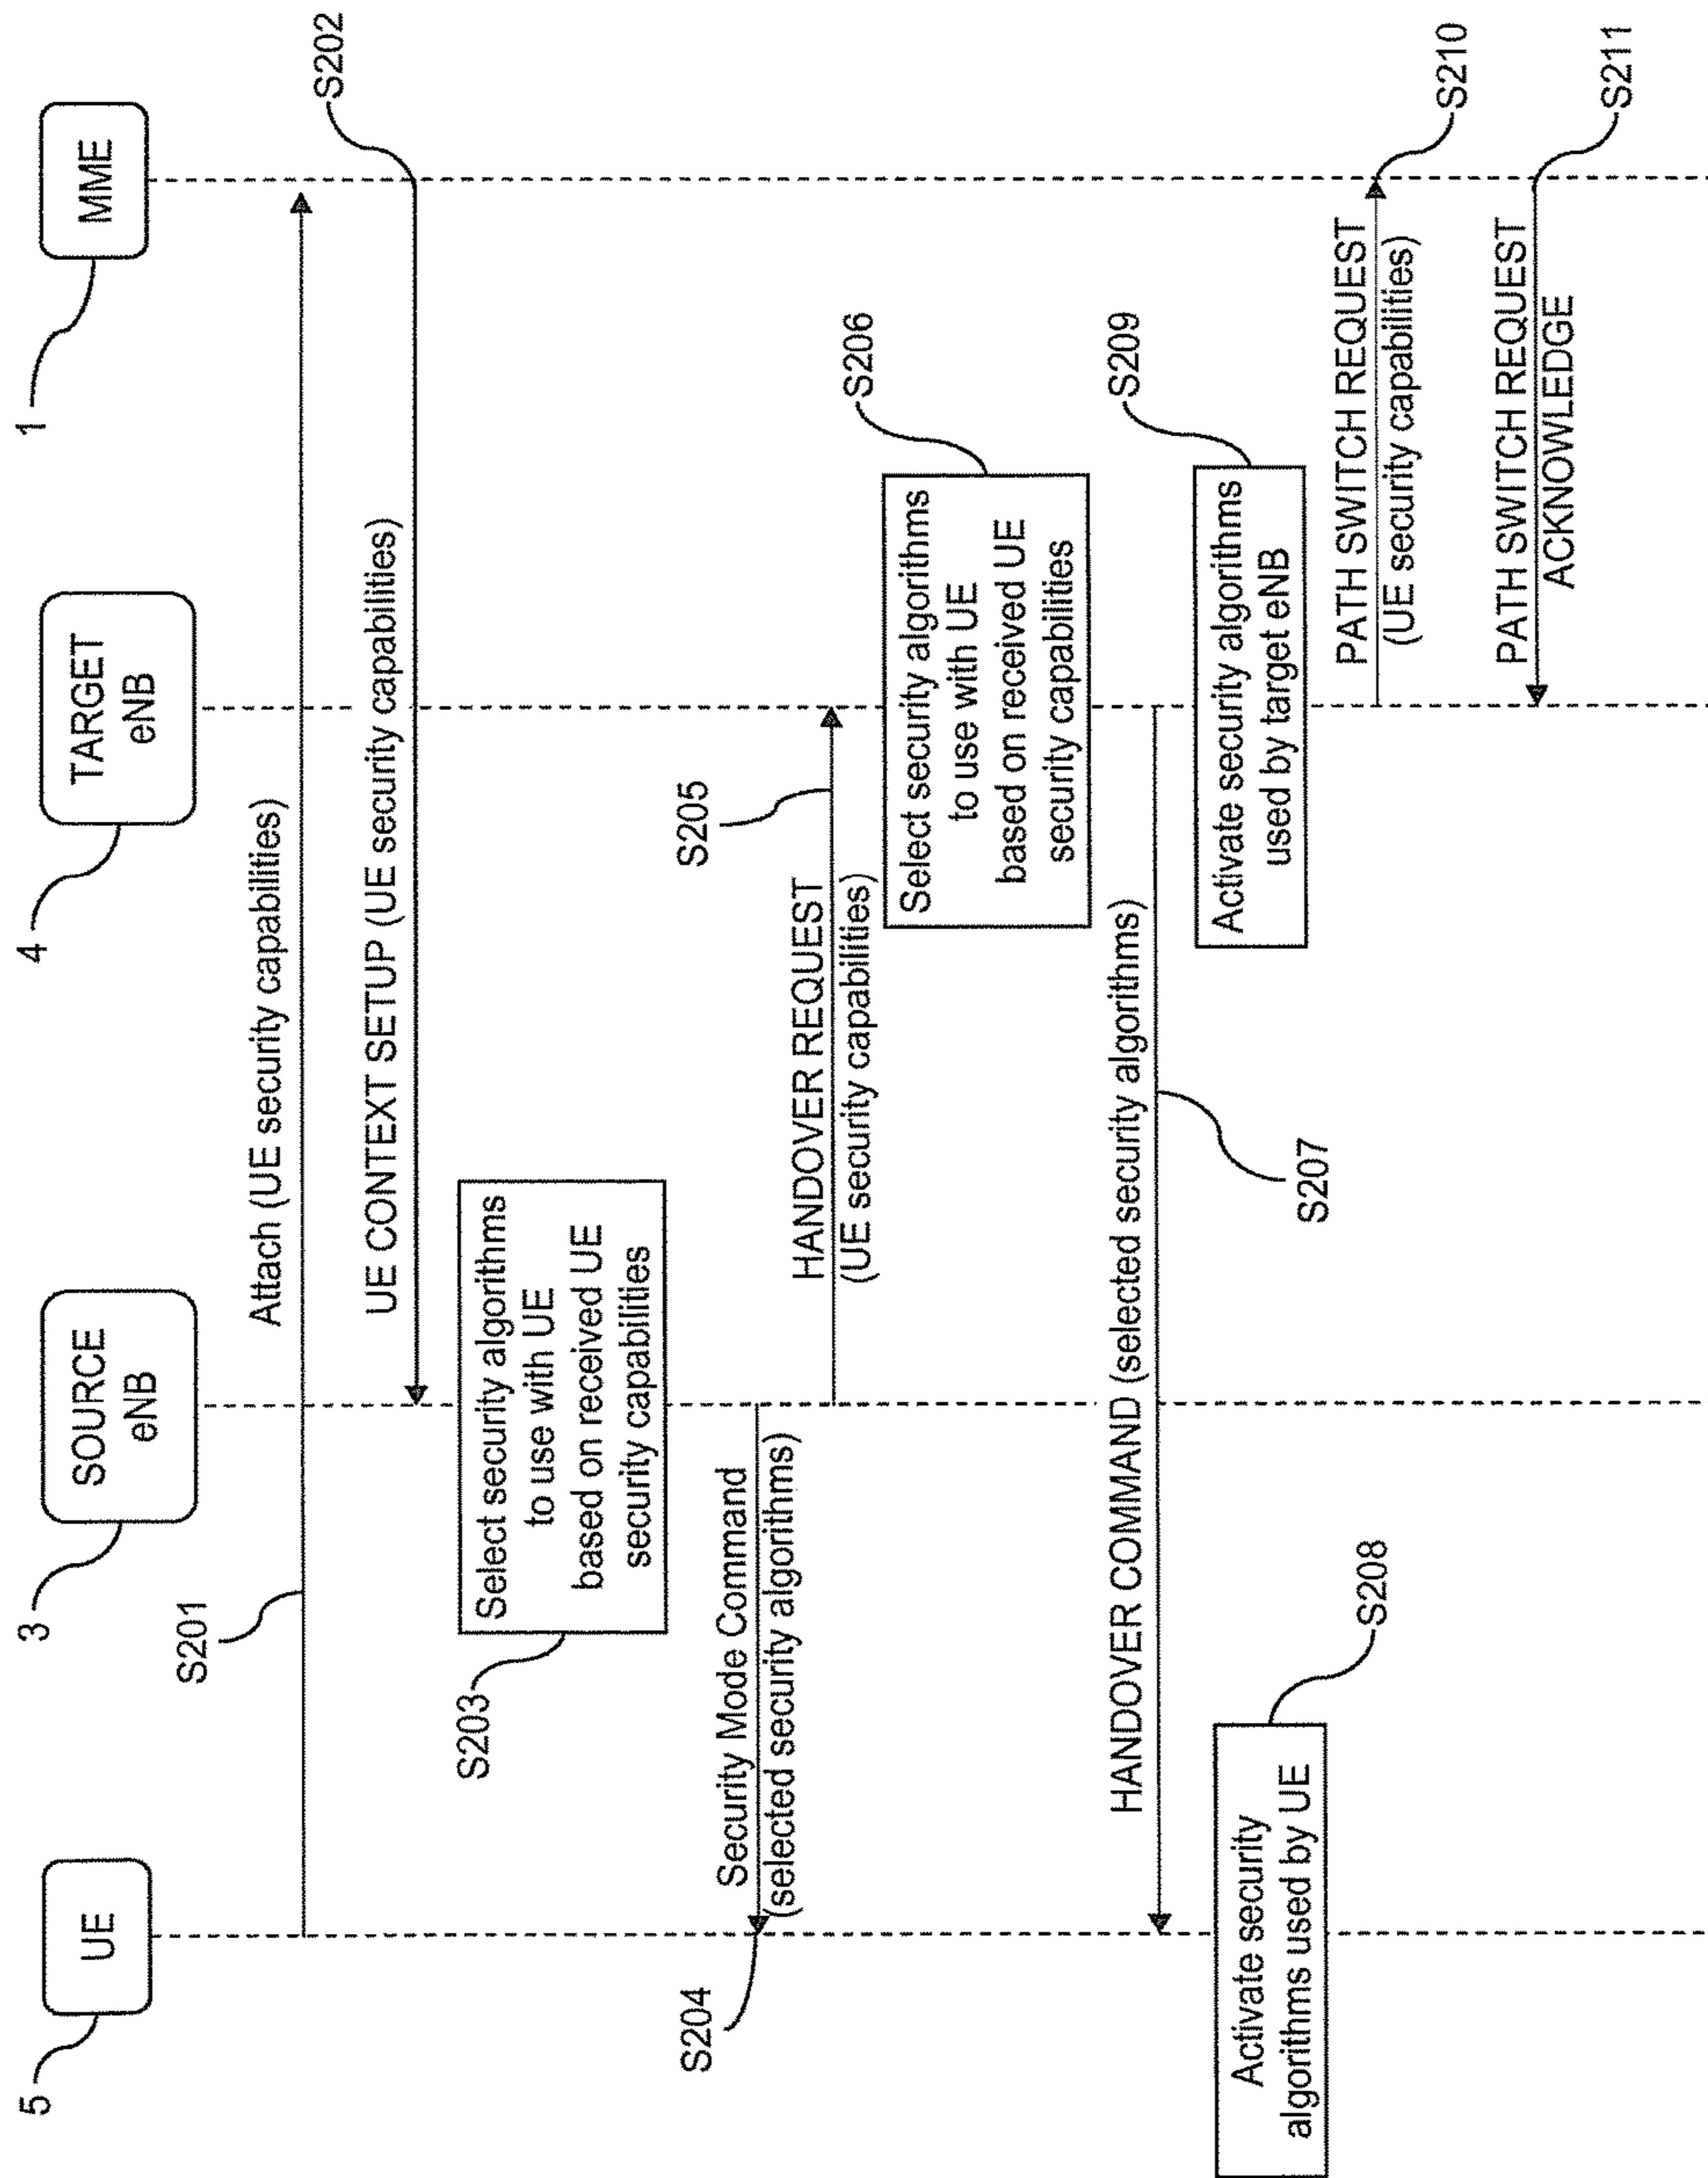 5
UE
3
SOURCE
eNB
4
TARGET
eNB
1
MME
S201
Attach (UE security capabilities)
S202
UE CONTEXT SETUP (UE security capabilities)
S203
Select security algorithms
to use with UE
based on received UE
security capabilities
S204
Security Mode Command
(selected security algorithms)
HANDOVER REQUEST
(UE security capabilities)
S205
Select security algorithms
to use with UE
based on received UE
security capabilities
S206
HANDOVER COMMAND (selected security algorithms)
S207
Activate security
algorithms used by UE
S208
Activate security algorithms
used by target eNB
S209
PATH SWITCH REQUEST
(UE security capabilities)
S210
PATH SWITCH REQUEST
ACKNOWLEDGE
S211